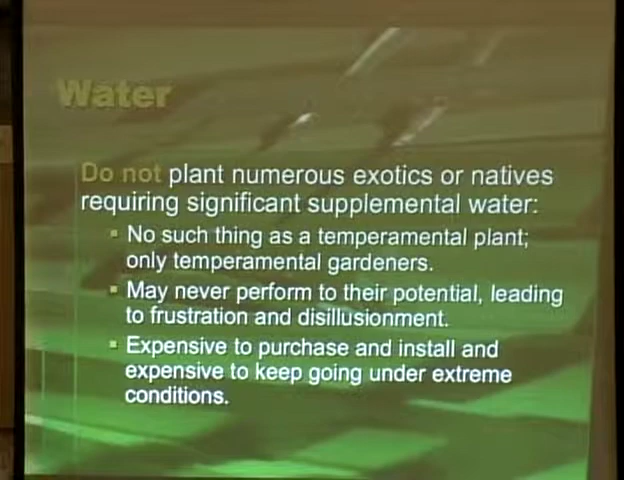 Water
Do not plant numerous exotics or natives
requiring significant supplemental water:
No such thing as a temperamental plant;
only temperamental gardeners.
May never perform to their potential, leading
to frustration and disillusionment.
Expensive to purchase and install and
expensive to keep going under extreme
conditions.